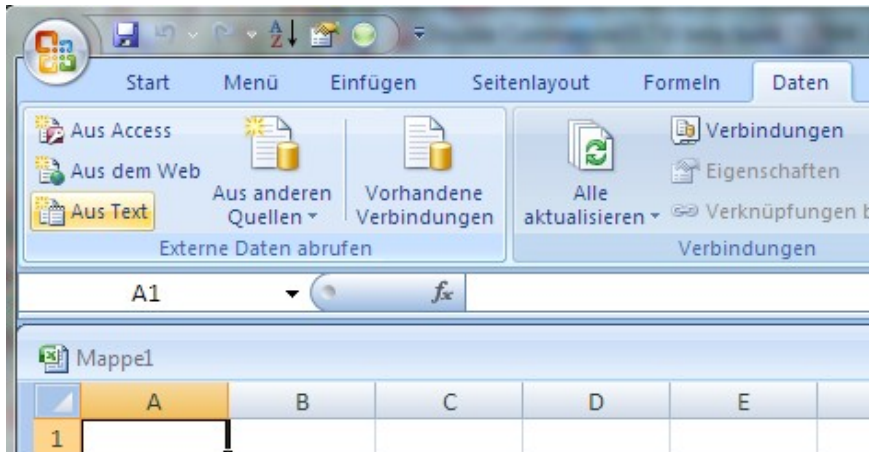 Start Menü Einfügen Seitenlayout Formeln Daten
Aus Access
Aus dem Web
Aus Text
Aus anderen
Quellen
Vorhandene
Verbindungen
Externe Daten abrufen
Alle
aktualisieren
Verbindungen
Eigenschaften
Verknüpfungen b
Verbindungen
A1 fx
Mappe1
A B C D E
1